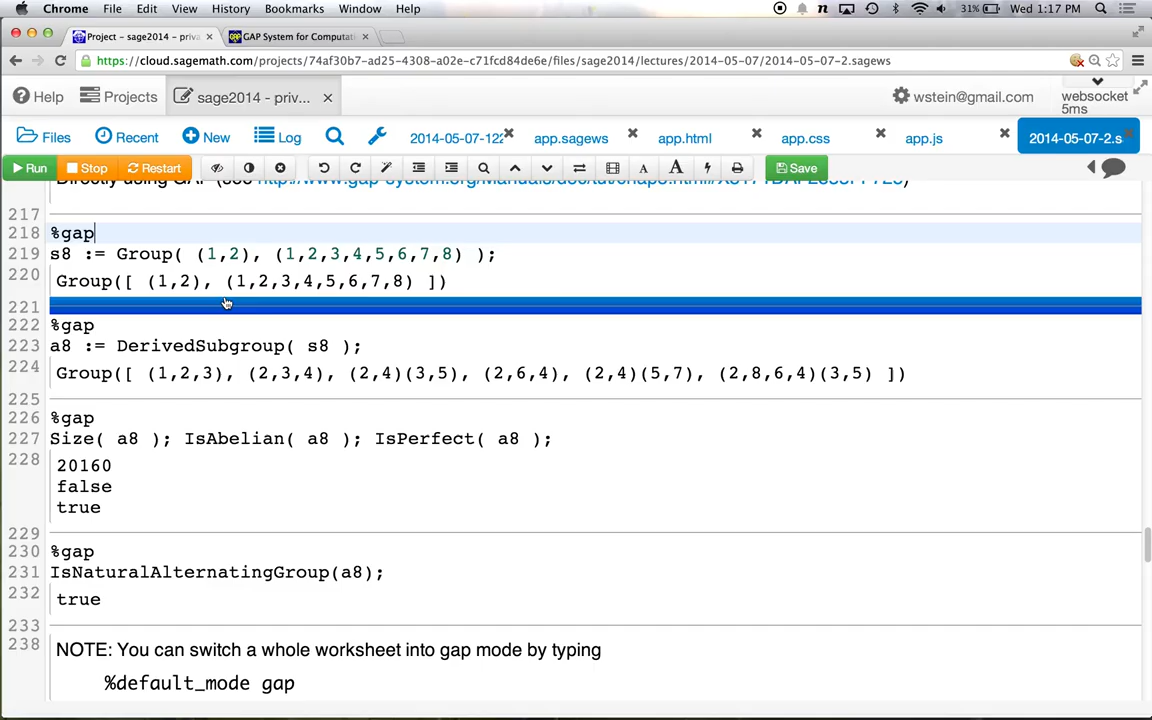 Chrome File Edit View History Bookmarks Window Help 31% Wed 1:17 PM
Project – sage2014 – priva × GAP System for Computati ×
https://cloud.sagemath.com/projects/74af30b7-ad25-4308-a02e-c71fcd84de6e/files/sage2014/lectures/2014-05-07/2014-05-07-2.sagews
Help Projects sage2014 - priv... × wstein@gmail.com websocket
5ms
Files Recent New Log 2014-05-07-122 app.sagews app.html app.css app.js 2014-05-07-2.s
Run Stop Restart A A Save
Directly using GAP (see
217
218 %gap
219 s8 := Group( (1,2), (1,2,3,4,5,6,7,8) );
220 Group([ (1,2), (1,2,3,4,5,6,7,8) ])
221
222 %gap
223 a8 := DerivedSubgroup( s8 );
224 Group([ (1,2,3), (2,3,4), (2,4)(3,5), (2,6,4), (2,4)(5,7), (2,8,6,4)(3,5) ])
225
226 %gap
227 Size( a8 ); IsAbelian( a8 ); IsPerfect( a8 );
228 20160
false
true
229
230 %gap
231 IsNaturalAlternatingGroup(a8);
232 true
233
238 NOTE: You can switch a whole worksheet into gap mode by typing
%default_mode gap